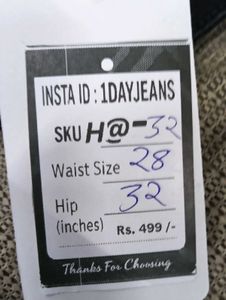 INSTA ID : 1DAYJEANS
SKU H@-32
Waist Size 28
Hip 32
(inches) Rs. 499 /-
Thanks For Choosing